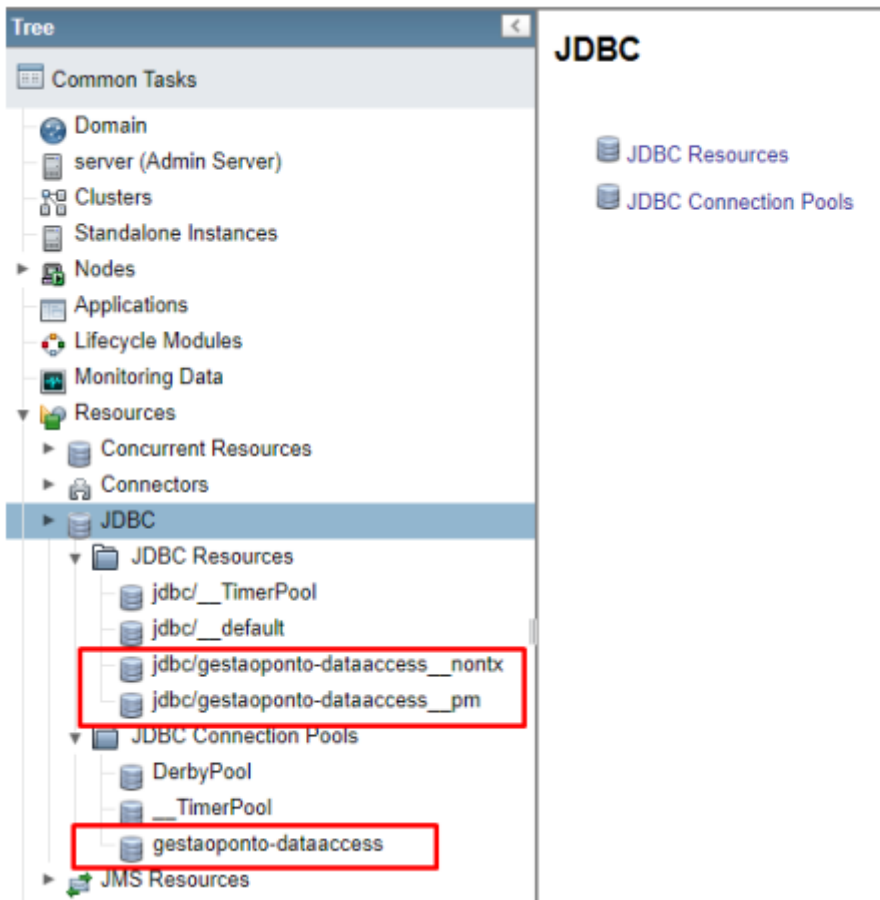 Tree
Common Tasks
Domain
server (Admin Server)
Clusters
Standalone Instances
Nodes
Applications
Lifecycle Modules
Monitoring Data
Resources
Concurrent Resources
Connectors
JDBC
JDBC Resources
jdbc/__TimerPool
jdbc/__default
jdbc/gestaoponto-dataaccess__nontx
jdbc/gestaoponto-dataaccess__pm
JDBC Connection Pools
DerbyPool
__TimerPool
gestaoponto-dataaccess
JMS Resources
JDBC
JDBC Resources
JDBC Connection Pools